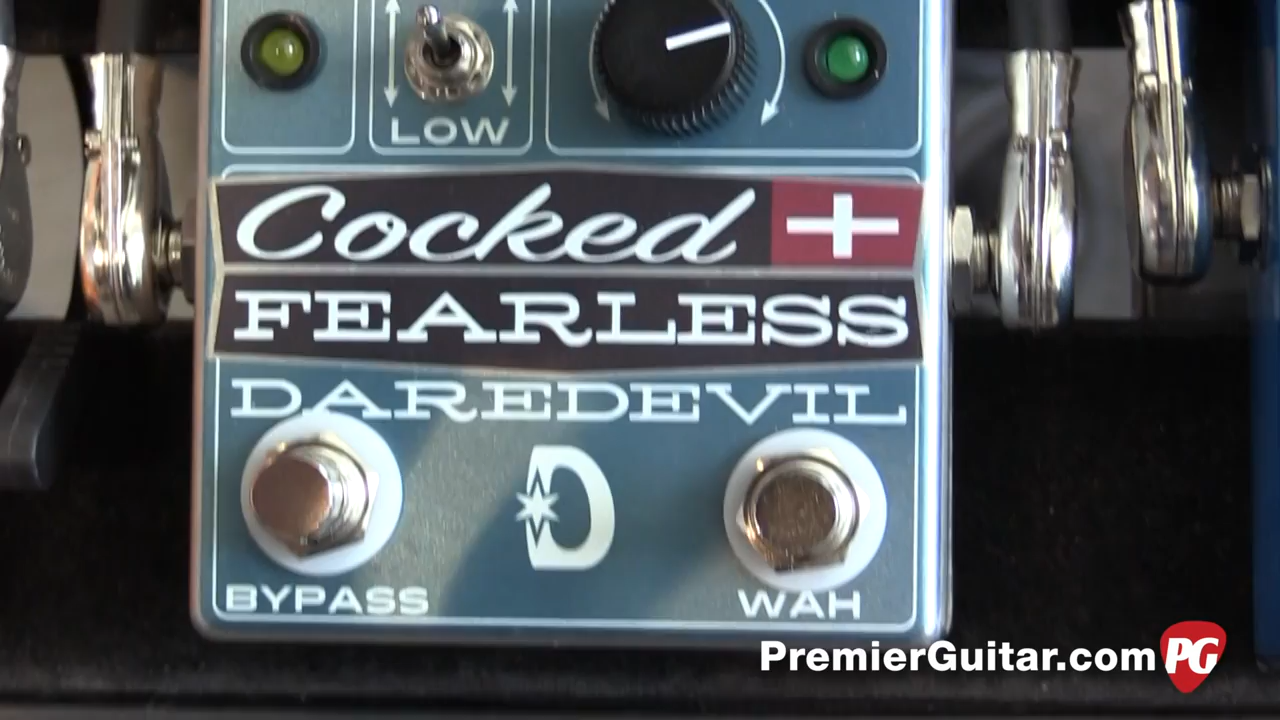 LOW
Cocked +
FEARLESS
DAREDEVIL
D
BYPASS
WAH
PremierGuitar.com PG